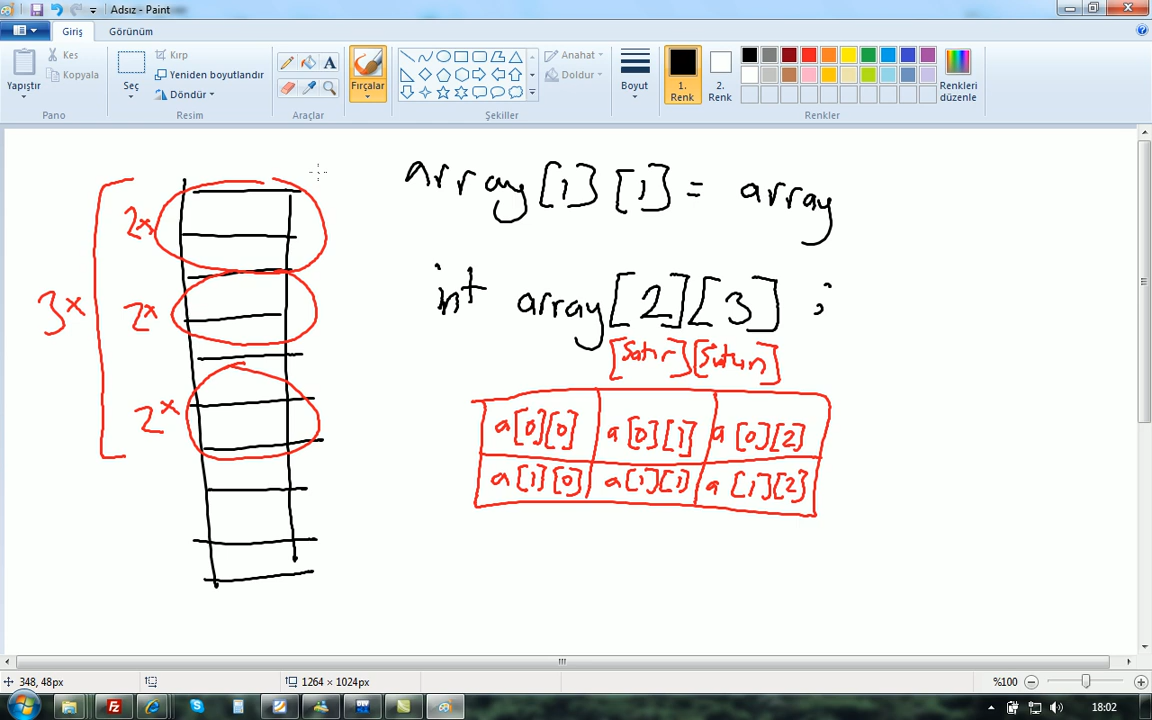 Adsız - Paint
Giriş Görünüm
Yapıştır
Kes
Kopyala
Pano
Seç
Kırp
Yeniden boyutlandır
Döndür
Resim
A
Araçlar
Fırçalar
Anahat
Doldur
Şekiller
Boyut
1. Renk
2. Renk
Renkleri düzenle
Renkler
array[1][1] = array
int array[2][3] ;
[Satır][Sütun]
3x
2x
2x
2x
a[0][0] a[0][1] a[0][2]
a[1][0] a[1][1] a[1][2]
348, 48px
1264 × 1024px
%100
18:02